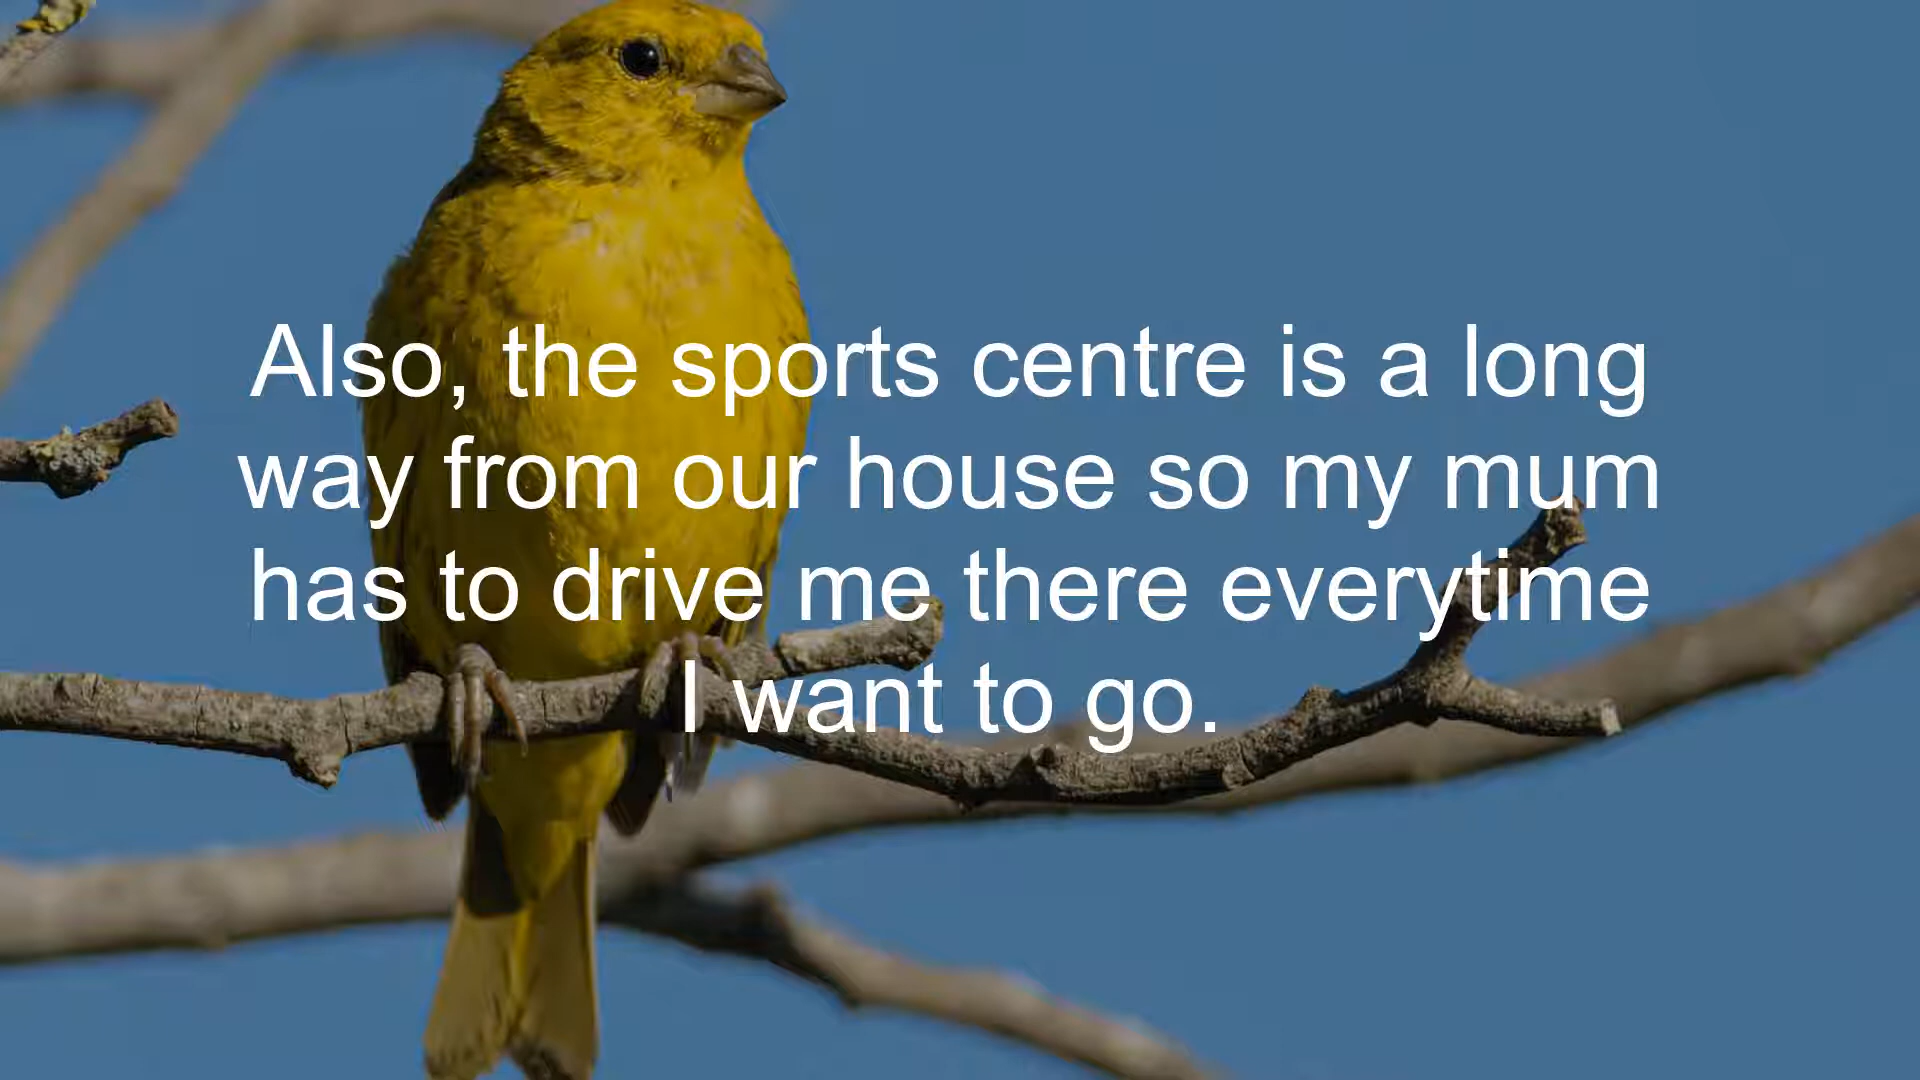 Also, the sports centre is a long
way from our house so my mum
has to drive me there everytime
I want to go.